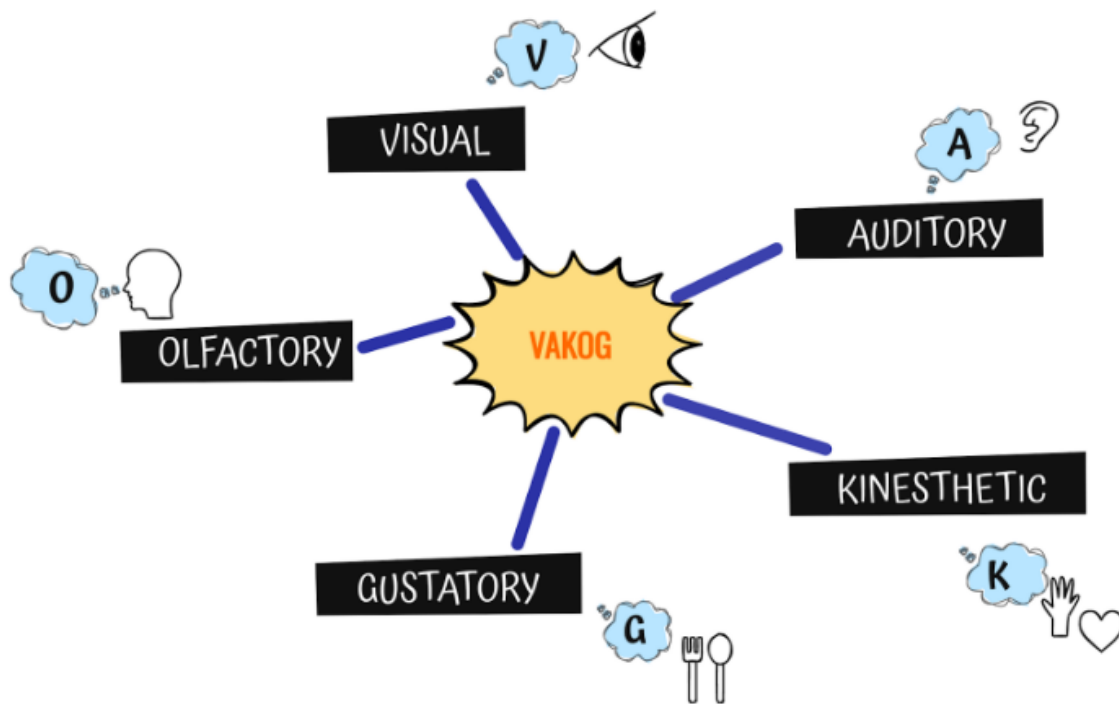 V
VISUAL
A
AUDITORY
O
OLFACTORY
VAKOG
KINESTHETIC
K
GUSTATORY
G